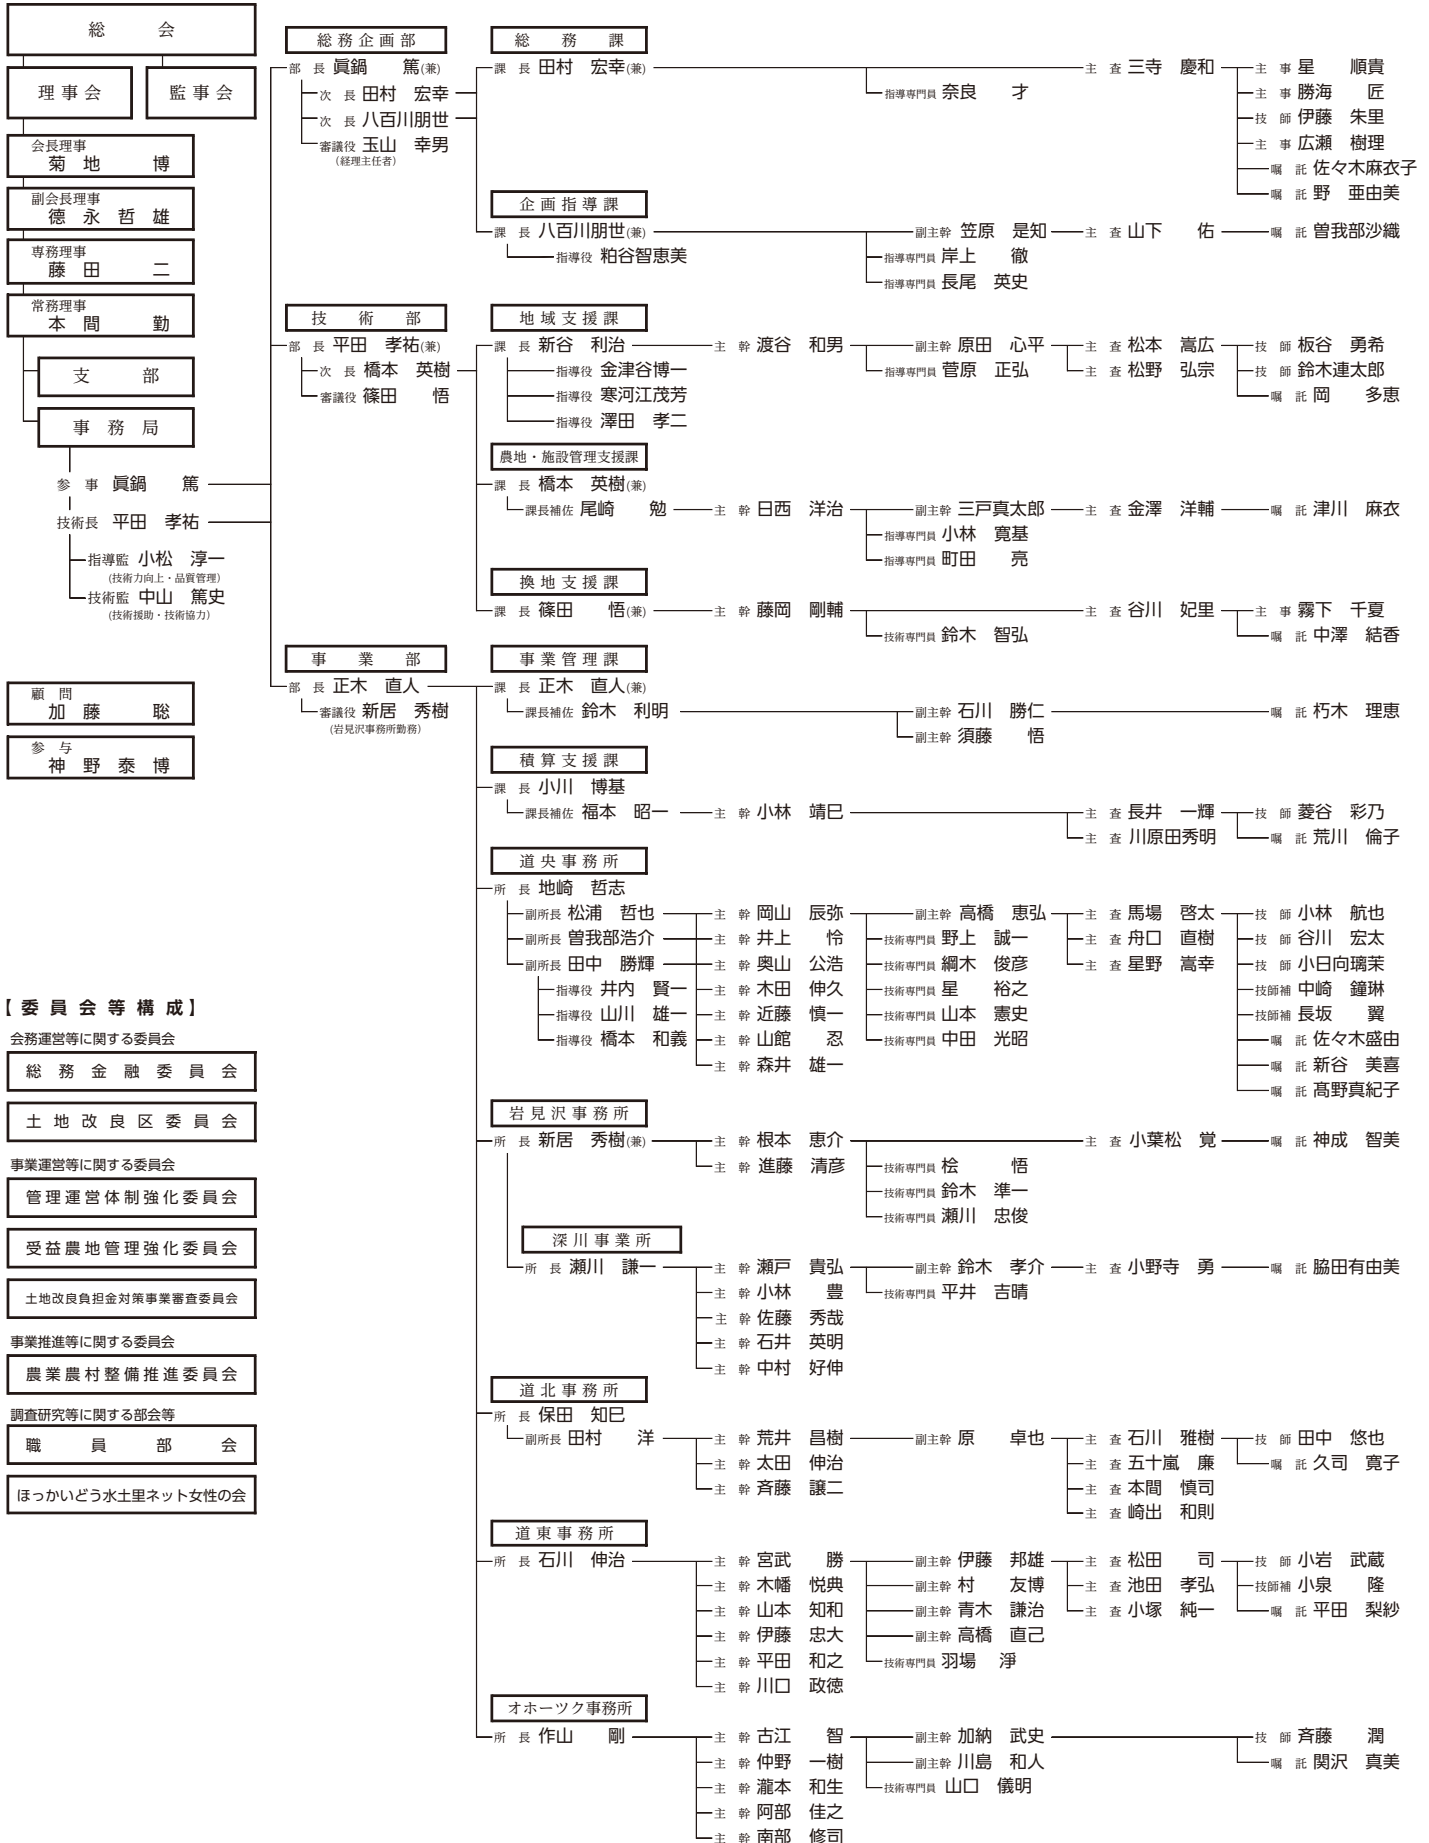 総会
理事会
監事会
会長理事
菊地 博
副会長理事
德永哲雄
専務理事
藤田 二
常務理事
本間 勤
支部
事務局
参事 眞鍋 篤
技術長 平田 孝祐
指導監 小松 淳一
(技術力向上・品質管理)
技術監 中山 篤史
(技術援助・技術協力)
顧問
加藤 聡
参与
神野泰博
【委員会等構成】
会務運営等に関する委員会
総務金融委員会
土地改良区委員会
事業運営等に関する委員会
管理運営体制強化委員会
受益農地管理強化委員会
土地改良負担金対策事業審査委員会
事業推進等に関する委員会
農業農村整備推進委員会
調査研究等に関する部会等
職員部会
ほっかいどう水土里ネット女性の会
総務企画部
部長 眞鍋 篤(兼)
次長 田村 宏幸
次長 八百川朋世
審議役 玉山 幸男
(経理主任者)
総務課
課長 田村 宏幸(兼) 主査 三寺 慶和 主事 星 順貴
指導専門員 奈良 才 主事 勝海 匠
技師 伊藤 朱里
主事 広瀬 樹理
嘱託 佐々木麻衣子
嘱託 野 亜由美
企画指導課
課長 八百川朋世(兼) 副主幹 笠原 是知 主査 山下 佑 嘱託 曽我部沙織
指導役 粕谷智恵美 指導専門員 岸上 徹
指導専門員 長尾 英史
技術部
部長 平田 孝祐(兼)
次長 橋本 英樹
審議役 篠田 悟
地域支援課
課長 新谷 利治 主幹 渡谷 和男 副主幹 原田 心平 主査 松本 嵩広 技師 板谷 勇希
指導役 金津谷博一 指導専門員 菅原 正弘 主査 松野 弘宗 技師 鈴木連太郎
指導役 寒河江茂芳 嘱託 岡 多恵
指導役 澤田 孝二
農地・施設管理支援課
課長 橋本 英樹(兼)
課長補佐 尾崎 勉 主幹 日西 洋治 副主幹 三戸真太郎 主査 金澤 洋輔 嘱託 津川 麻衣
指導専門員 小林 寛基
指導専門員 町田 亮
換地支援課
課長 篠田 悟(兼) 主幹 藤岡 剛輔 主査 谷川 妃里 主事 霧下 千夏
技術専門員 鈴木 智弘 嘱託 中澤 結香
事業部
部長 正木 直人
審議役 新居 秀樹
(岩見沢事務所勤務)
事業管理課
課長 正木 直人(兼)
課長補佐 鈴木 利明 副主幹 石川 勝仁 嘱託 朽木 理恵
副主幹 須藤 悟
積算支援課
課長 小川 博基
課長補佐 福本 昭一 主幹 小林 靖巳 主査 長井 一輝 技師 菱谷 彩乃
主査 川原田秀明 嘱託 荒川 倫子
道央事務所
所長 地崎 哲志
副所長 松浦 哲也 主幹 岡山 辰弥 副主幹 高橋 恵弘 主査 馬場 啓太 技師 小林 航也
副所長 曽我部浩介 主幹 井上 怜 技術専門員 野上 誠一 主査 舟口 直樹 技師 谷川 宏太
副所長 田中 勝輝 主幹 奥山 公浩 技術専門員 綱木 俊彦 主査 星野 嵩幸 技師 小日向璃茉
指導役 井内 賢一 主幹 木田 伸久 技術専門員 星 裕之 技師補 中崎 鐘琳
指導役 山川 雄一 主幹 近藤 慎一 技術専門員 山本 憲史 技師補 長坂 翼
指導役 橋本 和義 主幹 山館 忍 技術専門員 中田 光昭 嘱託 佐々木盛由
主幹 森井 雄一 嘱託 新谷 美喜
嘱託 髙野真紀子
岩見沢事務所
所長 新居 秀樹(兼) 主幹 根本 恵介 主査 小葉松 覚 嘱託 神成 智美
主幹 進藤 清彦 技術専門員 桧 悟
技術専門員 鈴木 準一
技術専門員 瀬川 忠俊
深川事業所
所長 瀬川 謙一 主幹 瀬戸 貴弘 副主幹 鈴木 孝介 主査 小野寺 勇 嘱託 脇田有由美
主幹 小林 豊 技術専門員 平井 吉晴
主幹 佐藤 秀哉
主幹 石井 英明
主幹 中村 好伸
道北事務所
所長 保田 知巳
副所長 田村 洋 主幹 荒井 昌樹 副主幹 原 卓也 主査 石川 雅樹 技師 田中 悠也
主幹 太田 伸治 主査 五十嵐 廉 嘱託 久司 寛子
主幹 斉藤 譲二 主査 本間 慎司
主査 崎出 和則
道東事務所
所長 石川 伸治 主幹 宮武 勝 副主幹 伊藤 邦雄 主査 松田 司 技師 小岩 武蔵
主幹 木幡 悦典 副主幹 村 友博 主査 池田 孝弘 技師補 小泉 隆
主幹 山本 知和 副主幹 青木 謙治 主査 小塚 純一 嘱託 平田 梨紗
主幹 伊藤 忠大 副主幹 高橋 直己
主幹 平田 和之 技術専門員 羽場 淨
主幹 川口 政徳
オホーツク事務所
所長 作山 剛 主幹 古江 智 副主幹 加納 武史 技師 斉藤 潤
主幹 仲野 一樹 副主幹 川島 和人 嘱託 関沢 真美
主幹 瀧本 和生 技術専門員 山口 儀明
主幹 阿部 佳之
主幹 南部 修司